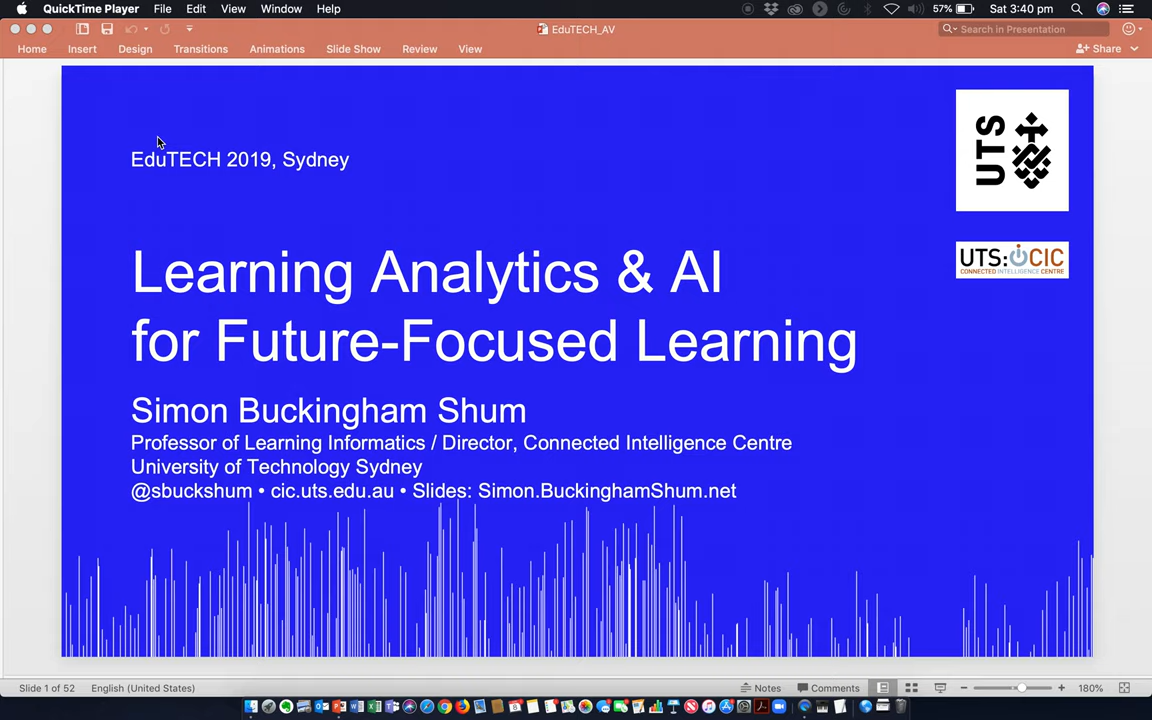 QuickTime Player File Edit View Window Help 57% Sat 3:40 pm
EduTECH_AV
Search in Presentation
Home Insert Design Transitions Animations Slide Show Review View Share
EduTECH 2019, Sydney
UTS
UTS: CIC
CONNECTED INTELLIGENCE CENTRE
Learning Analytics & AI
for Future-Focused Learning
Simon Buckingham Shum
Professor of Learning Informatics / Director, Connected Intelligence Centre
University of Technology Sydney
@sbuckshum • cic.uts.edu.au • Slides: Simon.BuckinghamShum.net
Slide 1 of 52 English (United States) Notes Comments 180%